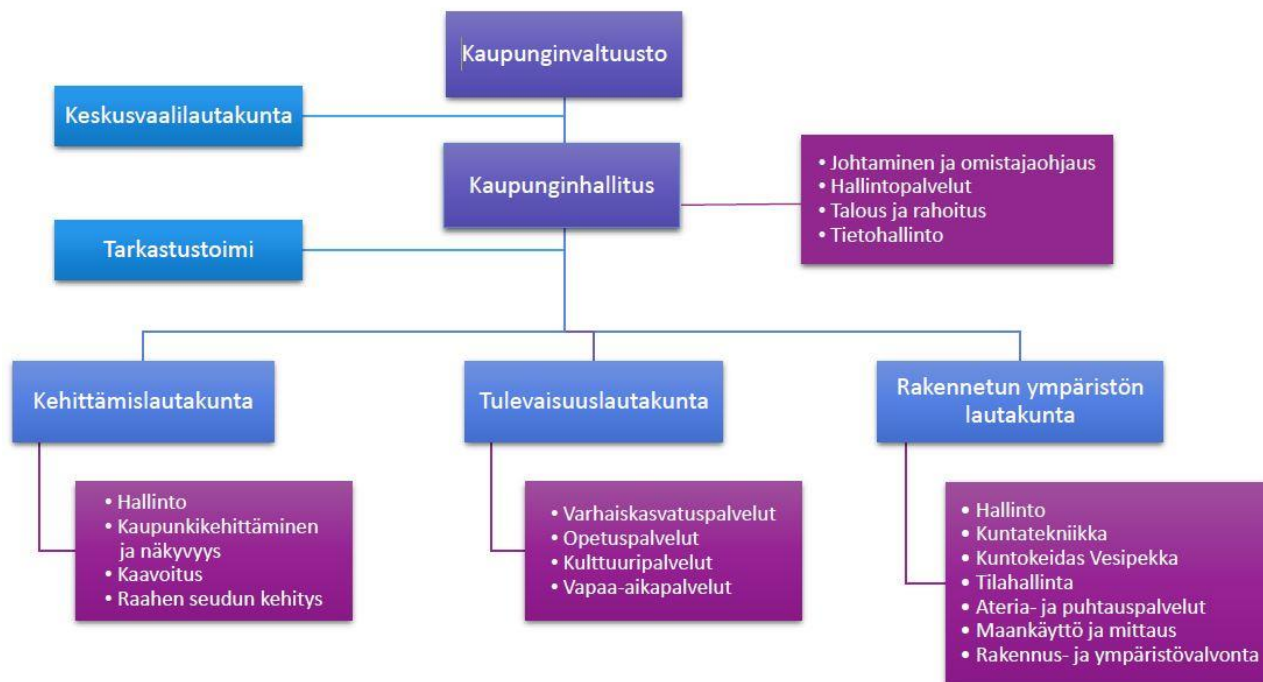 Kaupunginvaltuusto
Keskusvaalilautakunta
Kaupunginhallitus
• Johtaminen ja omistajaohjaus
• Hallintopalvelut
• Talous ja rahoitus
• Tietohallinto
Tarkastustoimi
Kehittämislautakunta
• Hallinto
• Kaupunkikehittäminen
ja näkyvyys
• Kaavoitus
• Raahen seudun kehitys
Tulevaisuuslautakunta
• Varhaiskasvatuspalvelut
• Opetuspalvelut
• Kulttuuripalvelut
• Vapaa-aikapalvelut
Rakennetun ympäristön
lautakunta
• Hallinto
• Kuntatekniikka
• Kuntokeidas Vesipekka
• Tilahallinta
• Ateria- ja puhtauspalvelut
• Maankäyttö ja mittaus
• Rakennus- ja ympäristövalvonta